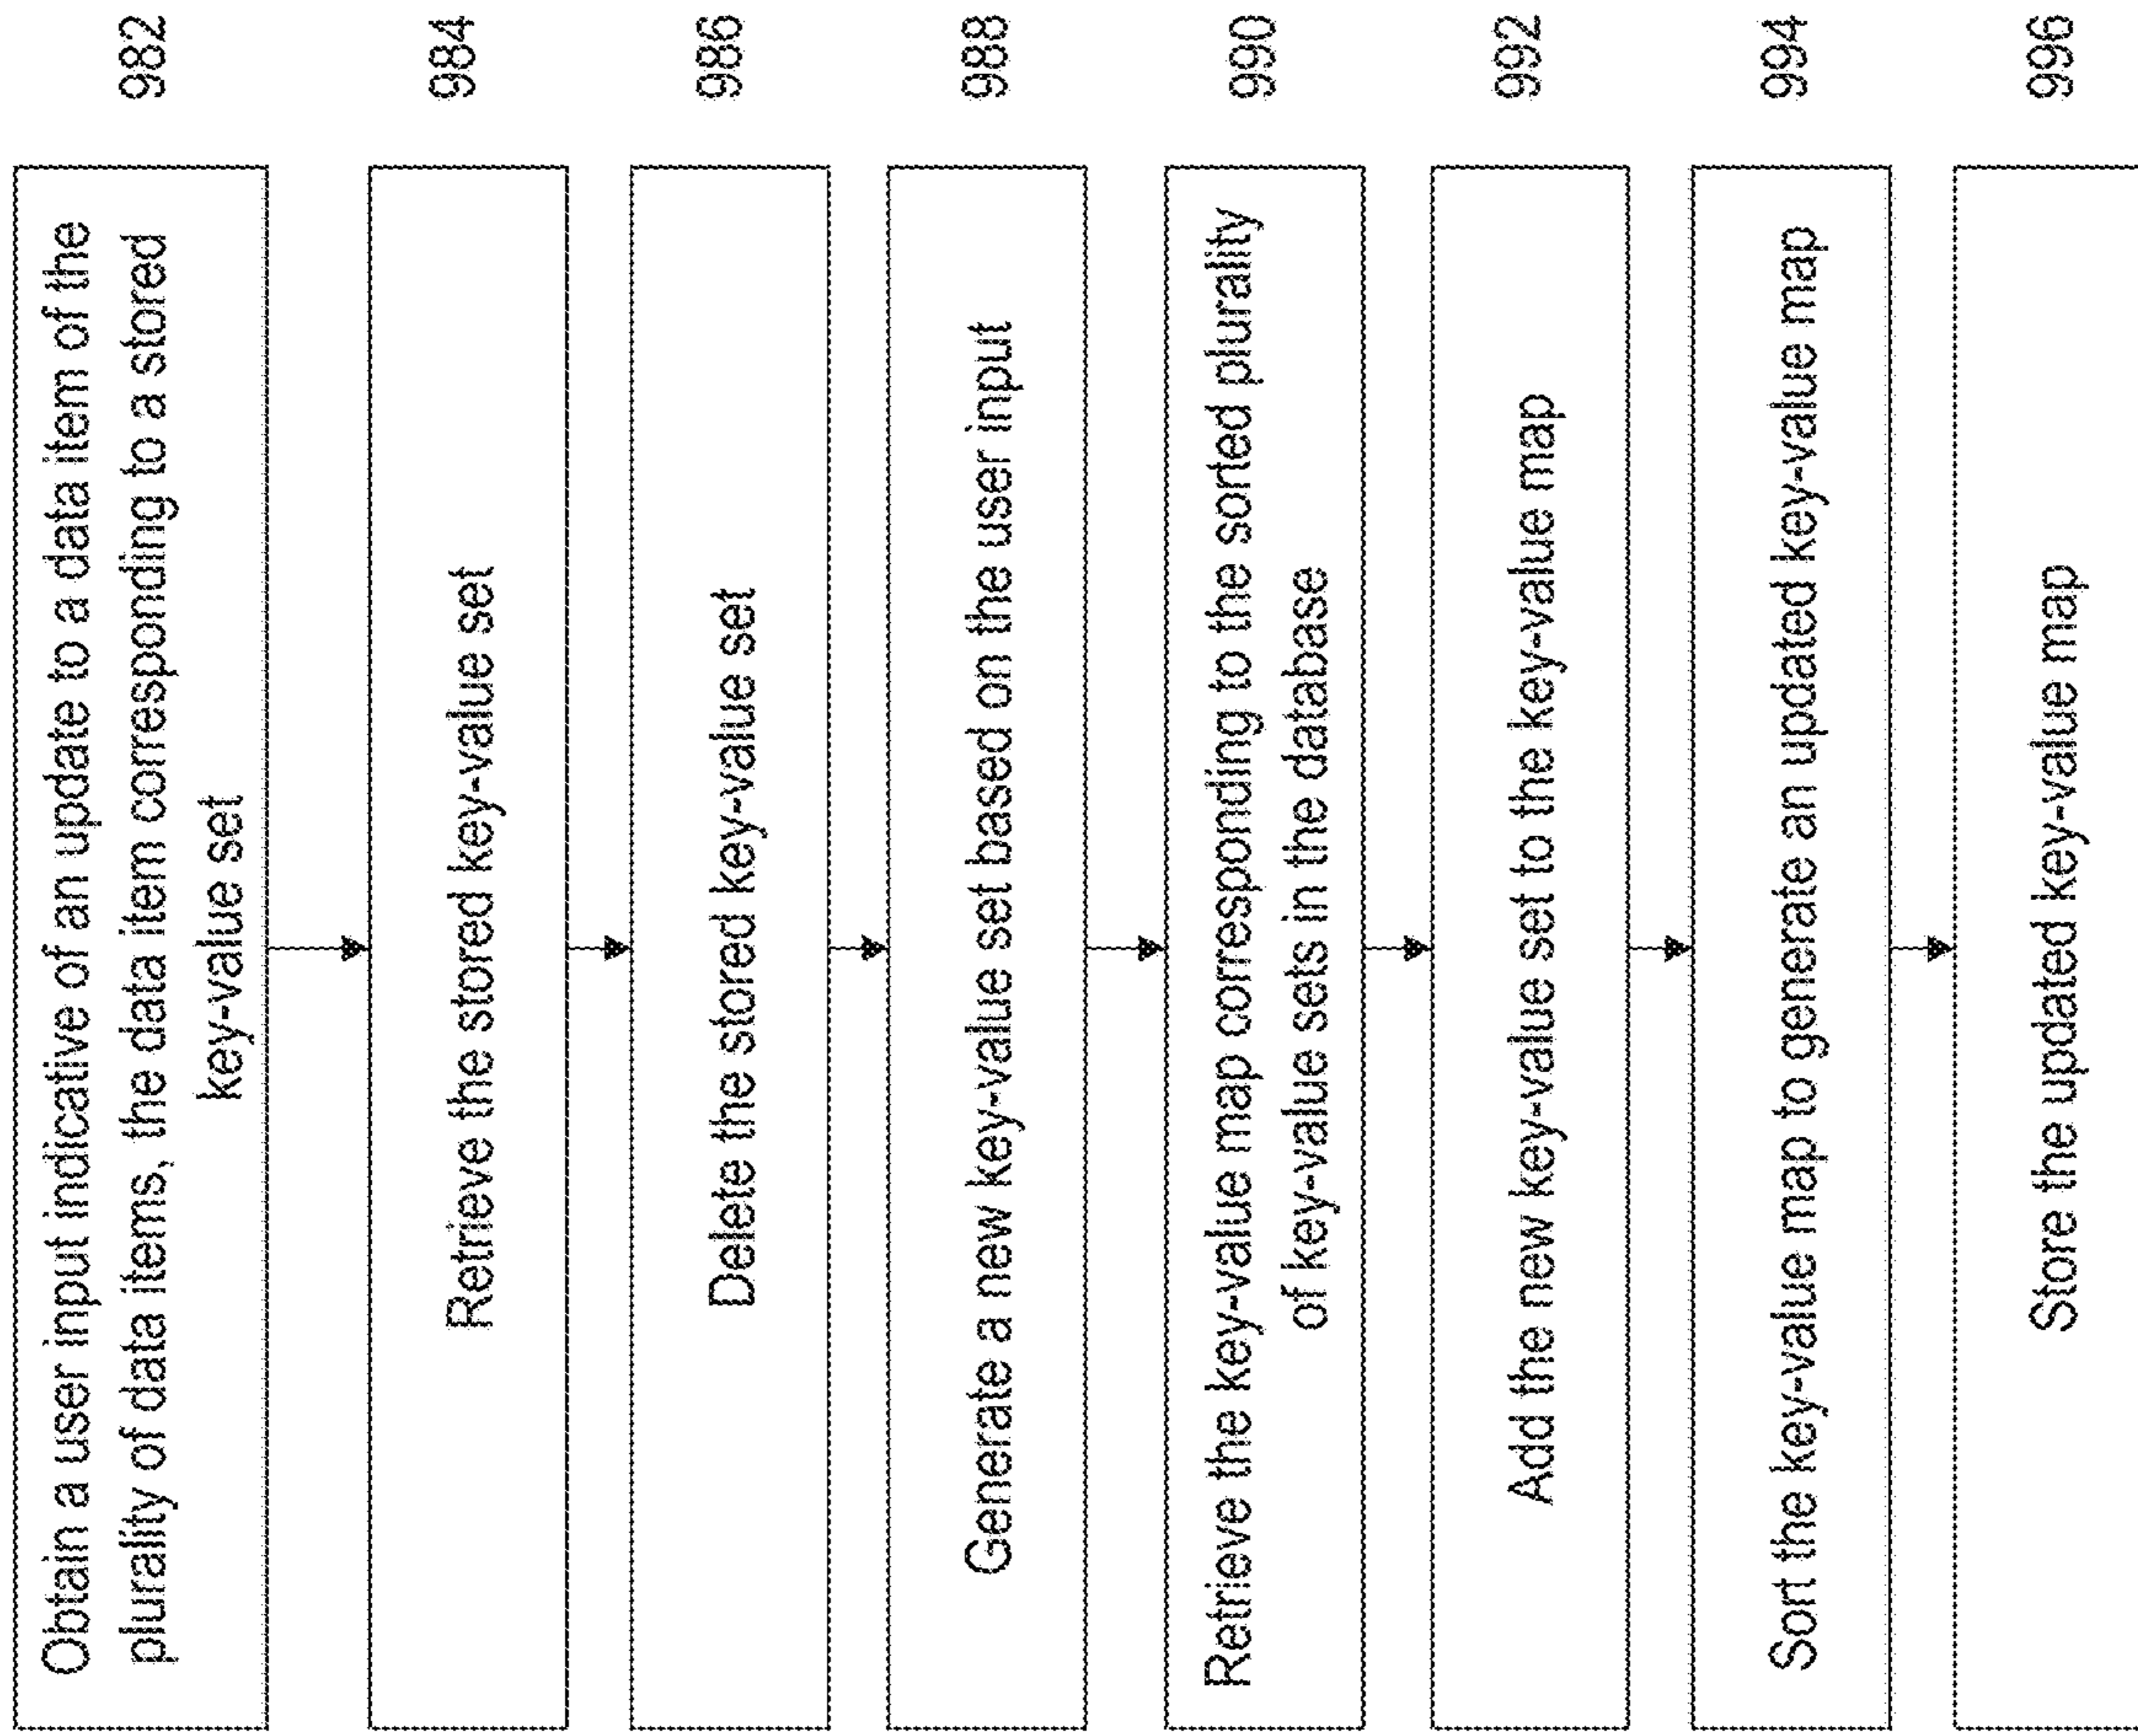 Obtain a user input indicative of an update to a data item of the
plurality of data items, the data item corresponding to a stored
key-value set
982
Retrieve the stored key-value set
984
Delete the stored key-value set
986
Generate a new key-value set based on the user input
988
Retrieve the key-value map corresponding to the sorted plurality
of key-value sets in the database
990
Add the new key-value set to the key-value map
992
Sort the key-value map to generate an updated key-value map
994
Store the updated key-value map
996